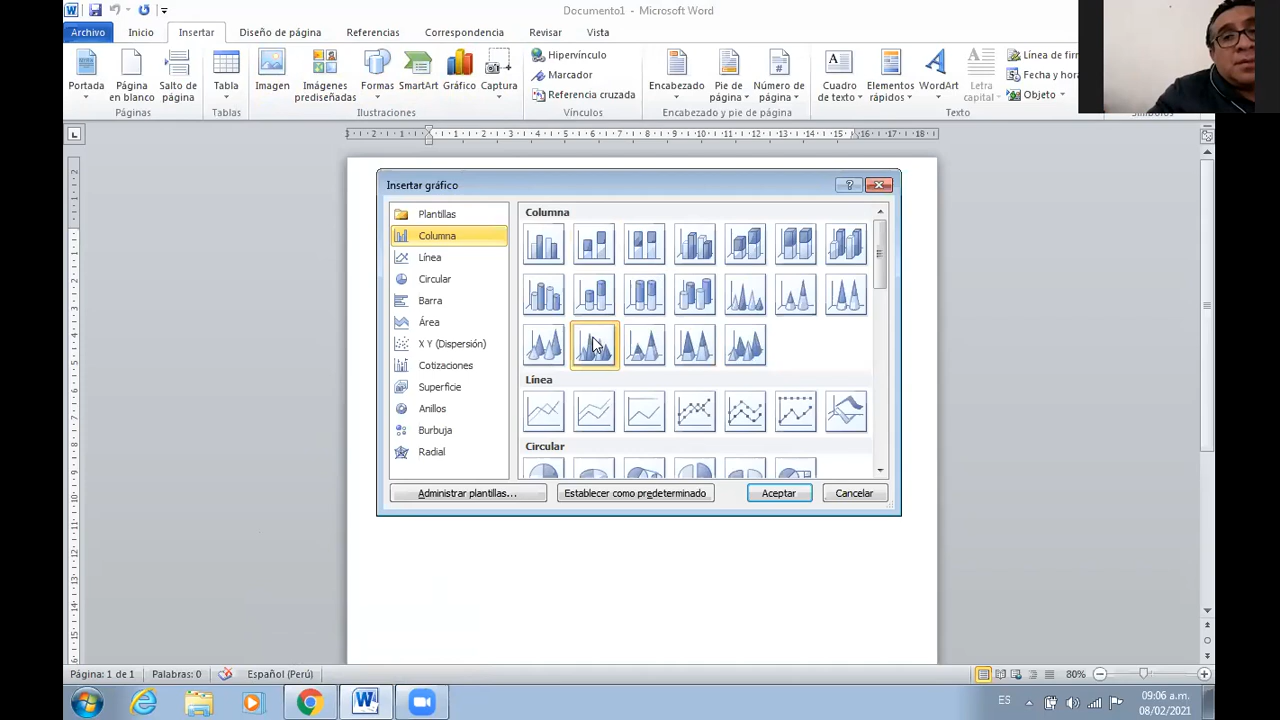 Documento1 - Microsoft Word
Archivo Inicio Insertar Diseño de página Referencias Correspondencia Revisar Vista
Portada
Página en blanco
Salto de página
Páginas
Tabla
Tablas
Imagen
Imágenes prediseñadas
Formas
SmartArt
Gráfico
Captura
Ilustraciones
Hipervínculo
Marcador
Referencia cruzada
Vínculos
Encabezado
Pie de página
Número de página
Encabezado y pie de página
Cuadro de texto
Elementos rápidos
WordArt
Letra capital
Línea de fir
Fecha y hora
Objeto
Texto
Insertar gráfico
Plantillas
Columna
Línea
Circular
Barra
Área
X Y (Dispersión)
Cotizaciones
Superficie
Anillos
Burbuja
Radial
Columna
Línea
Circular
Administrar plantillas...
Establecer como predeterminado
Aceptar
Cancelar
Página: 1 de 1 Palabras: 0 Español (Perú) 80%
ES 09:06 a.m.
08/02/2021